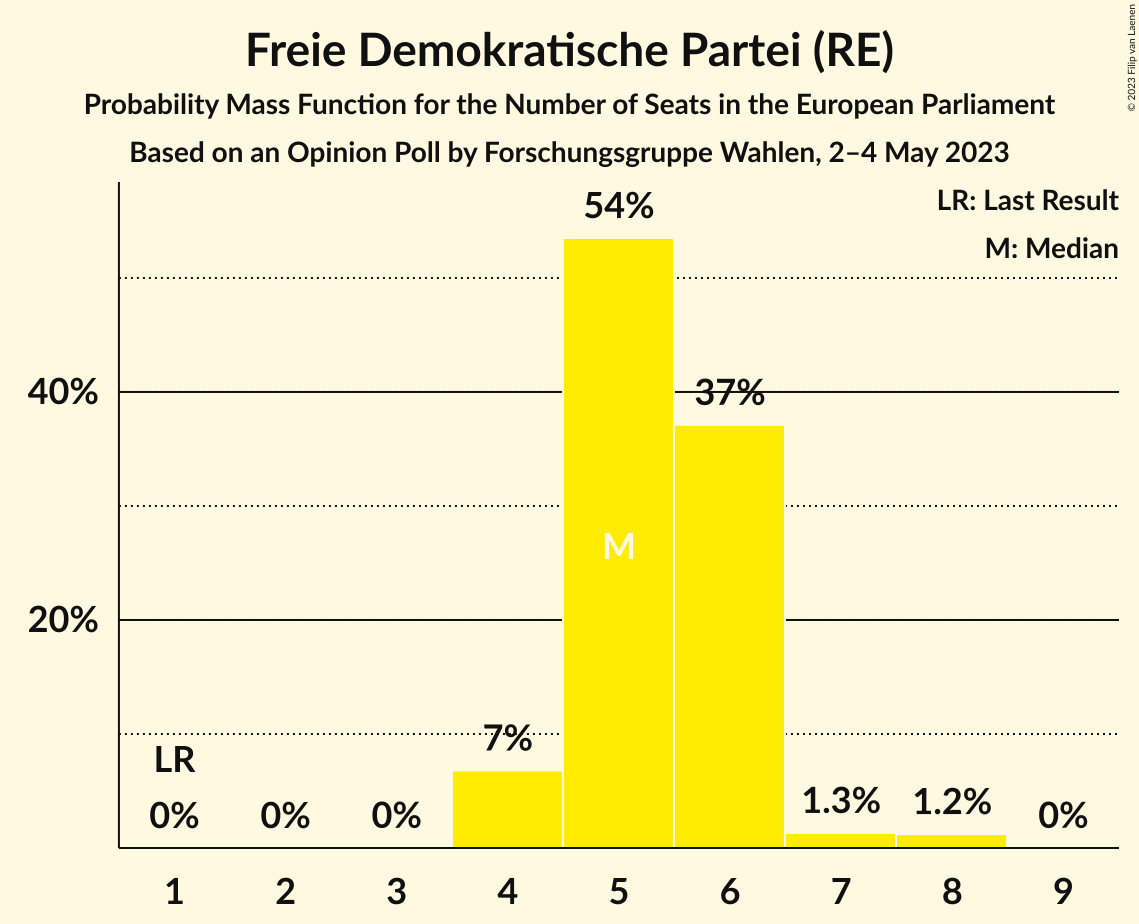 Freie Demokratische Partei (RE)
Probability Mass Function for the Number of Seats in the European Parliament
Based on an Opinion Poll by Forschungsgruppe Wahlen, 2–4 May 2023
© 2023 Filip van Laenen
LR: Last Result
M: Median
54%
40%
37%
M
20%
7%
LR
0%
0%
0%
1.3%
1.2%
0%
1
2
3
4
5
6
7
8
9